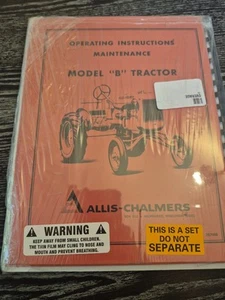 OPERATING INSTRUCTIONS
MAINTENANCE
MODEL "B" TRACTOR
ALLIS-CHALMERS
WARNING
KEEP AWAY FROM SMALL CHILDREN.
THE THIN FILM MAY CLING TO NOSE AND
MOUTH AND PREVENT BREATHING.
THIS IS A SET
DO NOT
SEPARATE